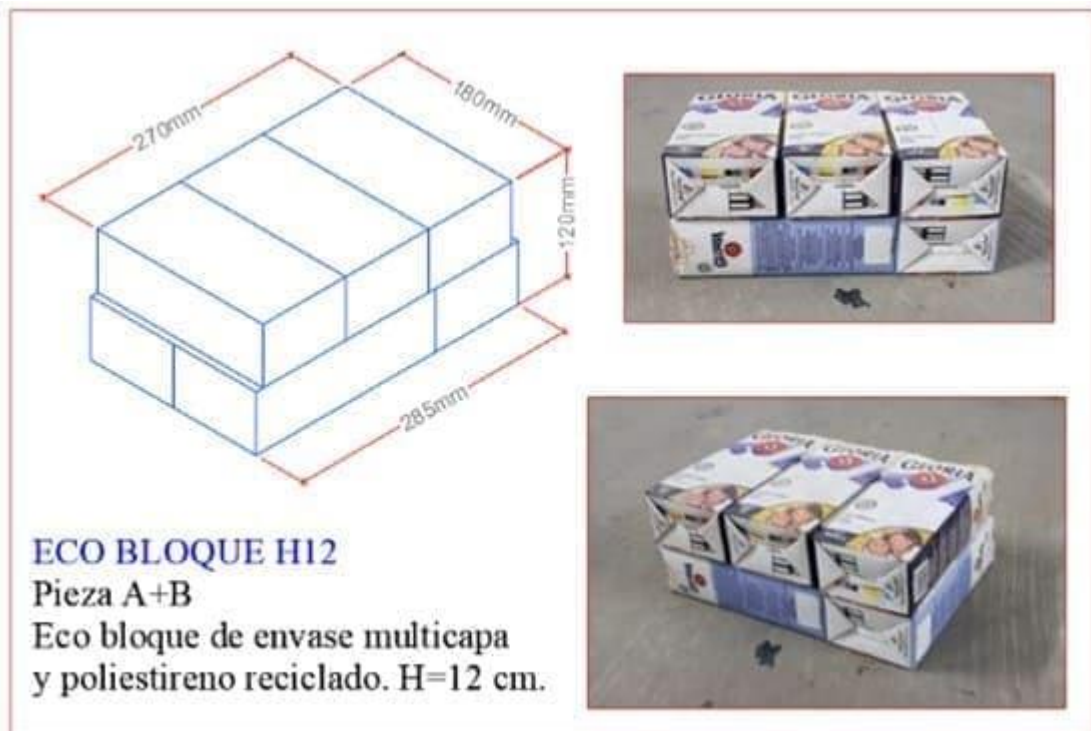 270mm
180mm
120mm
285mm
ECO BLOQUE H12
Pieza A+B
Eco bloque de envase multicapa
y poliestireno reciclado. H=12 cm.
GLORIA
GLORIA
GLORIA
GLORIA
GLORIA
GLORIA